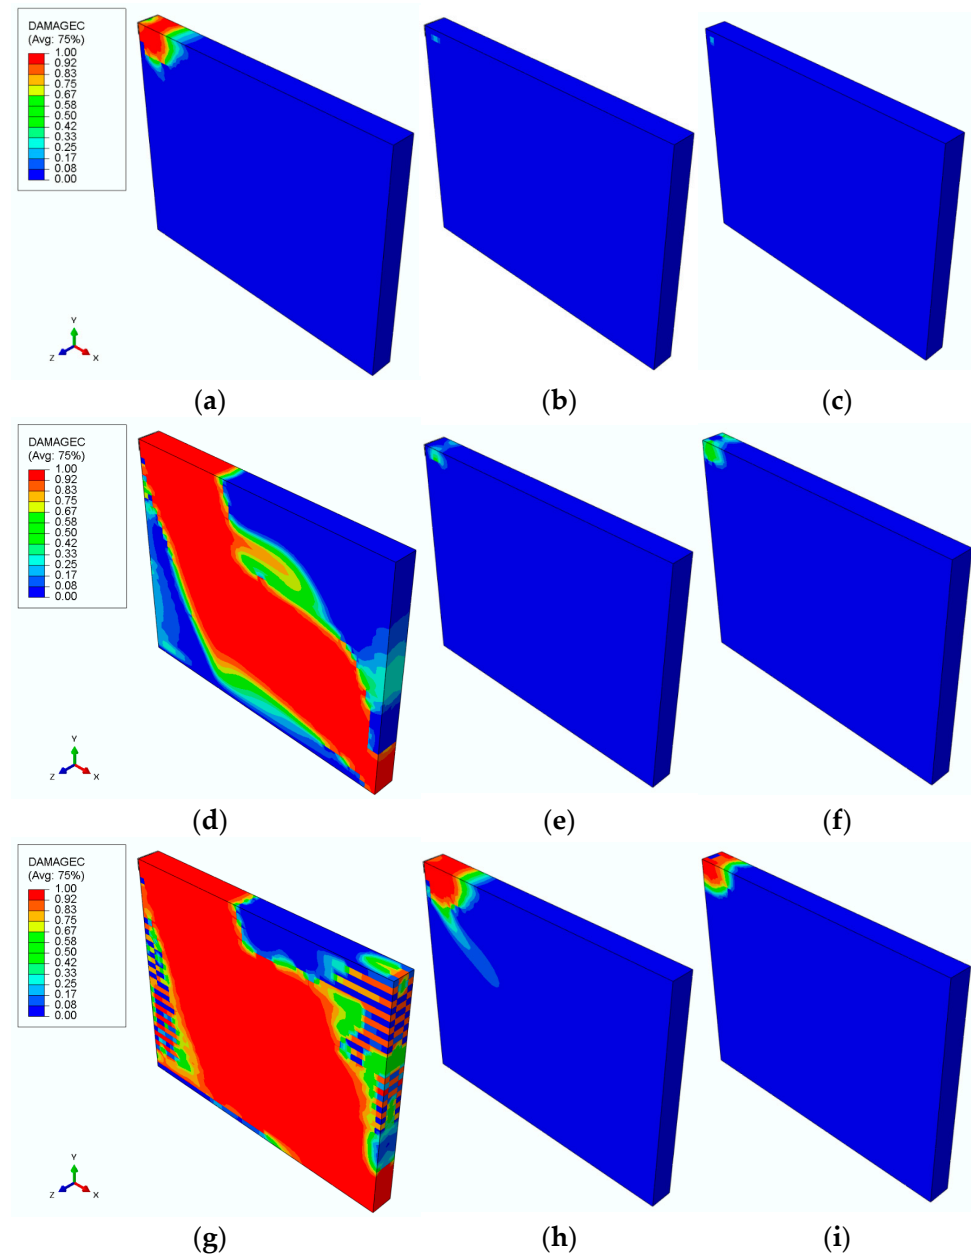 DAMAGEC
(Avg: 75%)
1.00
0.92
0.83
0.75
0.67
0.58
0.50
0.42
0.33
0.25
0.17
0.08
0.00
Y
Z X
(a) (b) (c)
DAMAGEC
(Avg: 75%)
1.00
0.92
0.83
0.75
0.67
0.58
0.50
0.42
0.33
0.25
0.17
0.08
0.00
Y
Z X
(d) (e) (f)
DAMAGEC
(Avg: 75%)
1.00
0.92
0.83
0.75
0.67
0.58
0.50
0.42
0.33
0.25
0.17
0.08
0.00
Y
Z X
(g) (h) (i)